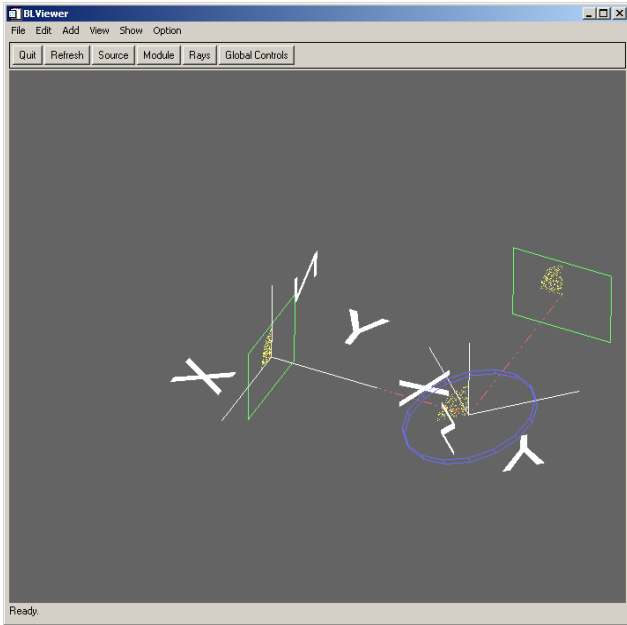 BLViewer
File Edit Add View Show Option
Quit Refresh Source Module Rays Global Controls
Z
Y
X
X
Z
Y
Ready.